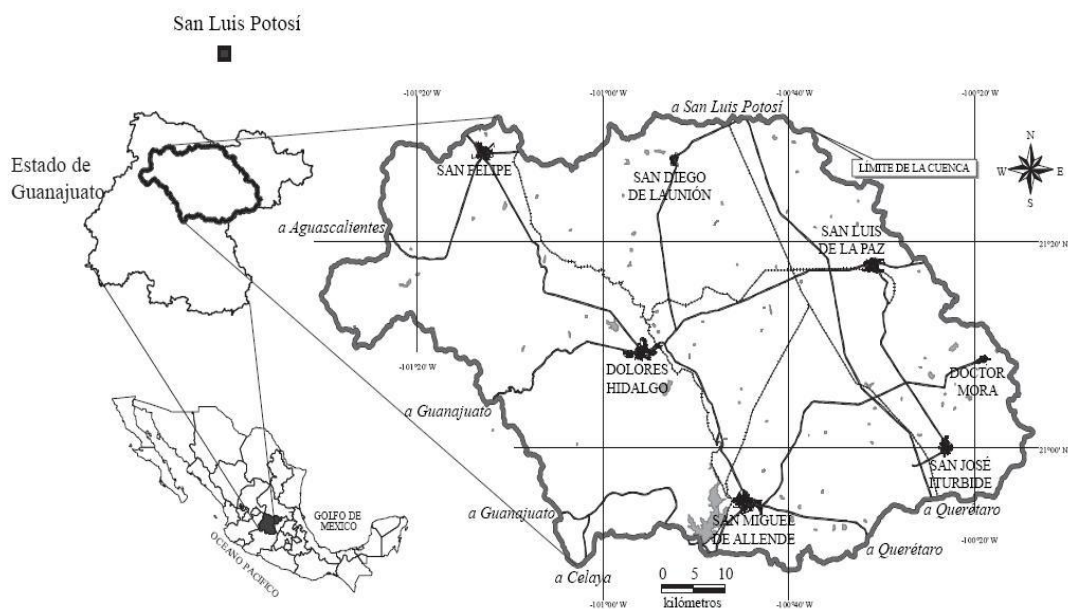 San Luis Potosí
Estado de
Guanajuato
GOLFO DE
MEXICO
OCEANO PACIFICO
-101°20' W
-101°00' W
-100°40' W
-100°20' W
a San Luis Potosí
LÍMITE DE LA CUENCA
N
W
E
S
SAN FELIPE
SAN DIEGO
DE LAUNIÓN
a Aguascalientes
SAN LUIS
DE LA PAZ
21°20' N
-101°20' W
DOLORES
HIDALGO
DOCTOR
MORA
a Guanajuato
21°00' N
SAN JOSÉ
ITURBIDE
a Guanajuato
SAN MIGUEL
DE ALLENDE
a Querétaro
-100°20' W
a Querétaro
a Celaya
0 5 10
kilómetros
-101°00' W
-100°40' W